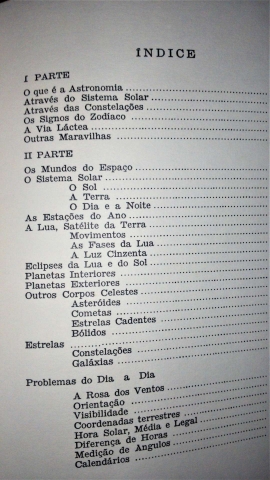 INDICE
I PARTE
O que é a Astronomia
Através do Sistema Solar
Através das Constelações
Os Signos do Zodíaco
A Via Láctea
Outras Maravilhas
II PARTE
Os Mundos do Espaço
O Sistema Solar
O Sol
A Terra
O Dia e a Noite
As Estações do Ano
A Lua, Satélite da Terra
Movimentos
As Fases da Lua
A Luz Cinzenta
Eclipses da Lua e do Sol
Planetas Interiores
Planetas Exteriores
Outros Corpos Celestes
Asteróides
Cometas
Estrelas Cadentes
Bólidos
Estrelas
Constelações
Galáxias
Problemas do Dia a Dia
A Rosa dos Ventos
Orientação
Visibilidade
Coordenadas terrestres
Hora Solar, Média e Legal
Diferença de Horas
Medição de Angulos
Calendários